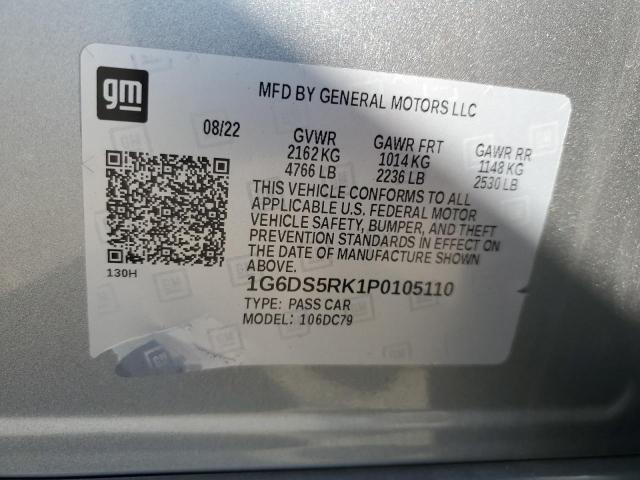 gm
MFD BY GENERAL MOTORS LLC
08/22
GVWR
2162 KG
4766 LB
GAWR FRT
1014 KG
2236 LB
GAWR RR
1148 KG
2530 LB
THIS VEHICLE CONFORMS TO ALL
APPLICABLE U.S. FEDERAL MOTOR
VEHICLE SAFETY, BUMPER, AND THEFT
PREVENTION STANDARDS IN EFFECT ON
THE DATE OF MANUFACTURE SHOWN
ABOVE.
130H
1G6DS5RK1P0105110
TYPE: PASS CAR
MODEL: 106DC79